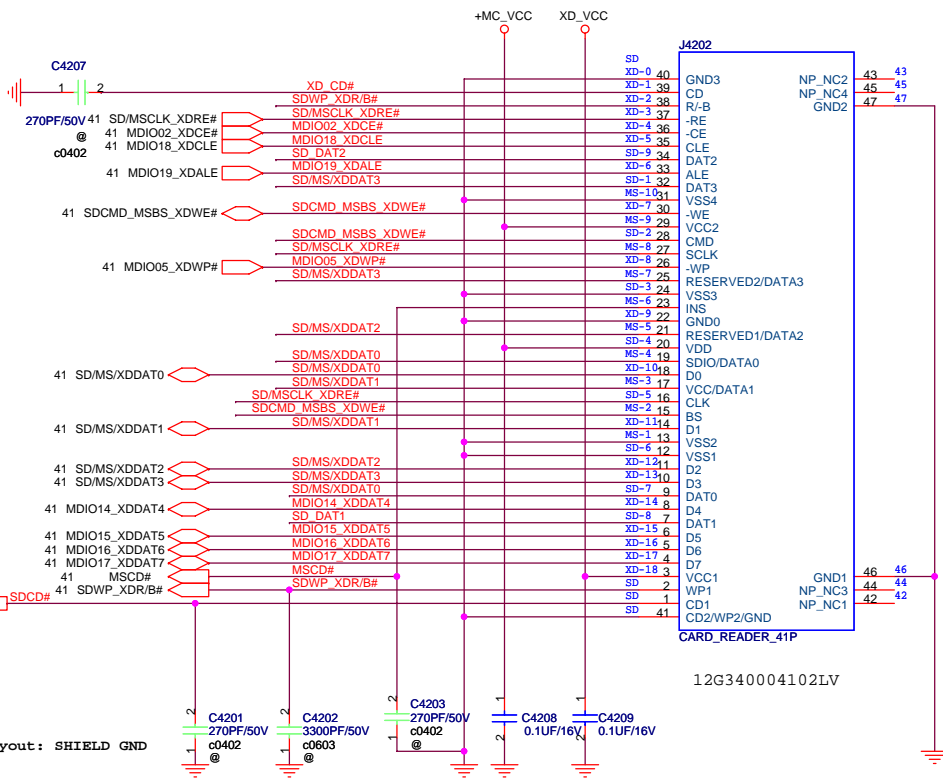 +MC_VCC XD_VCC
J4202
C4207
1 2
270PF/50V
@
c0402
SD
XD-0 40 GND3 NP_NC2 43 43
XD_CD# XD-1 39 CD NP_NC4 45 45
SDWP_XDR/B# XD-2 38 R/-B GND2 47 47
41 SD/MSCLK_XDRE# SD/MSCLK_XDRE# XD-3 37 -RE
41 MDIO02_XDCE# MDIO02_XDCE# XD-4 36 -CE
41 MDIO18_XDCLE MDIO18_XDCLE XD-5 35 CLE
SD_DAT2 SD-9 34 DAT2
41 MDIO19_XDALE MDIO19_XDALE XD-6 33 ALE
SD/MS/XDDAT3 SD-1 32 DAT3
MS-10 31 VSS4
41 SDCMD_MSBS_XDWE# SDCMD_MSBS_XDWE# XD-7 30 -WE
MS-9 29 VCC2
SDCMD_MSBS_XDWE# SD-2 28 CMD
SD/MSCLK_XDRE# MS-8 27 SCLK
41 MDIO05_XDWP# MDIO05_XDWP# XD-8 26 -WP
SD/MS/XDDAT3 MS-7 25 RESERVED2/DATA3
SD-3 24 VSS3
MS-6 23 INS
XD-9 22 GND0
SD/MS/XDDAT2 MS-5 21 RESERVED1/DATA2
SD-4 20 VDD
SD/MS/XDDAT0 MS-4 19 SDIO/DATA0
41 SD/MS/XDDAT0 SD/MS/XDDAT0 XD-10 18 D0
SD/MS/XDDAT1 MS-3 17 VCC/DATA1
SD/MSCLK_XDRE# SD-5 16 CLK
SDCMD_MSBS_XDWE# MS-2 15 BS
41 SD/MS/XDDAT1 SD/MS/XDDAT1 XD-11 14 D1
MS-1 13 VSS2
SD-6 12 VSS1
41 SD/MS/XDDAT2 SD/MS/XDDAT2 XD-12 11 D2
41 SD/MS/XDDAT3 SD/MS/XDDAT3 XD-13 10 D3
SD/MS/XDDAT0 SD-7 9 DAT0
41 MDIO14_XDDAT4 MDIO14_XDDAT4 XD-14 8 D4
SD_DAT1 SD-8 7 DAT1
41 MDIO15_XDDAT5 MDIO15_XDDAT5 XD-15 6 D5
41 MDIO16_XDDAT6 MDIO16_XDDAT6 XD-16 5 D6
41 MDIO17_XDDAT7 MDIO17_XDDAT7 XD-17 4 D7
41 MSCD# MSCD# XD-18 3 VCC1 GND1 46 46
41 SDWP_XDR/B# SDWP_XDR/B# SD 2 WP1 NP_NC3 44 44
SDCD# SD 1 CD1 NP_NC1 42 42
SD 41 CD2/WP2/GND
CARD_READER_41P
12G340004102LV
2 C4201 270PF/50V c0402 @ 1
2 C4202 3300PF/50V c0603 @ 1
2 C4203 270PF/50V c0402 @ 1
1 C4208 0.1UF/16V 2
1 C4209 0.1UF/16V 2
yout: SHIELD GND